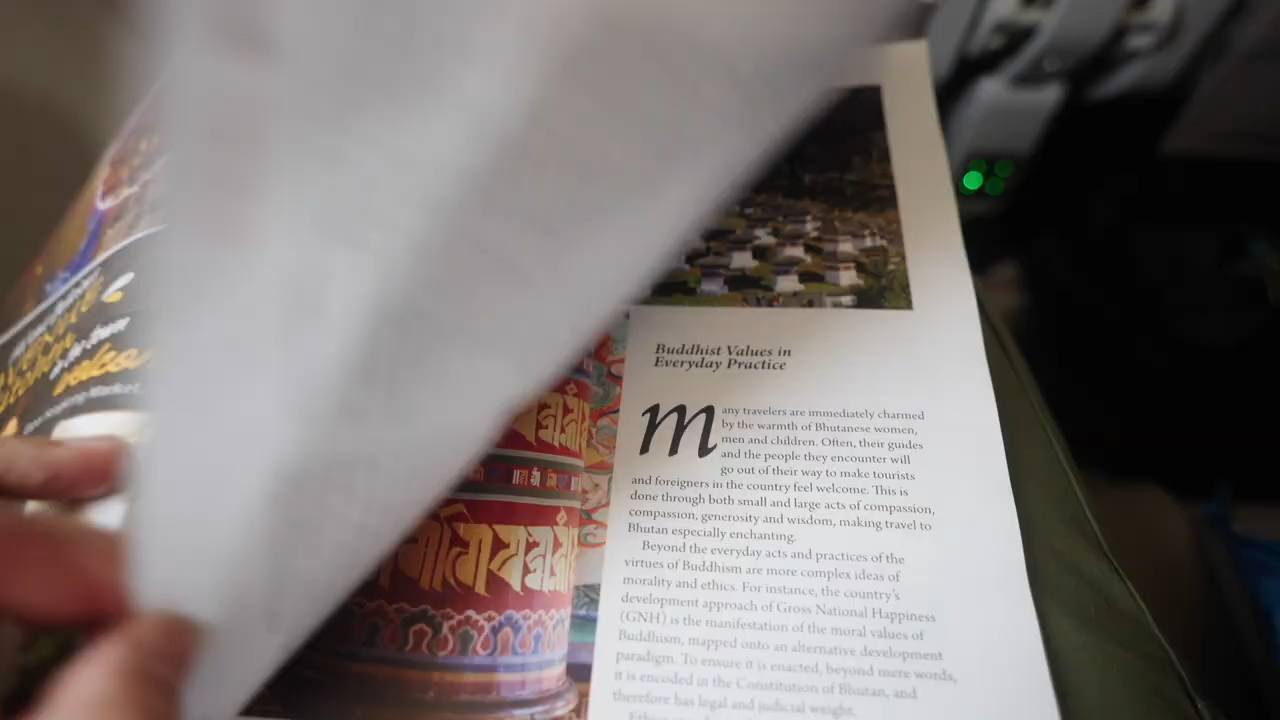 welco
Buddhist Values in
Everyday Practice
Many travelers are immediately charmed
by the warmth of Bhutanese women,
men and children. Often, their guides
and the people they encounter will
go out of their way to make tourists
and foreigners in the country feel welcome. This is
done through both small and large acts of compassion,
compassion, generosity and wisdom, making travel to
Bhutan especially enchanting.
Beyond the everyday acts and practices of the
virtues of Buddhism are more complex ideas of
morality and ethics. For instance, the country's
development approach of Gross National Happiness
(GNH) is the manifestation of the moral values of
Buddhism, mapped onto an alternative development
paradigm. To ensure it is enacted, beyond mere words,
it is encoded in the Constitution of Bhutan, and
therefore has legal and judicial weight.